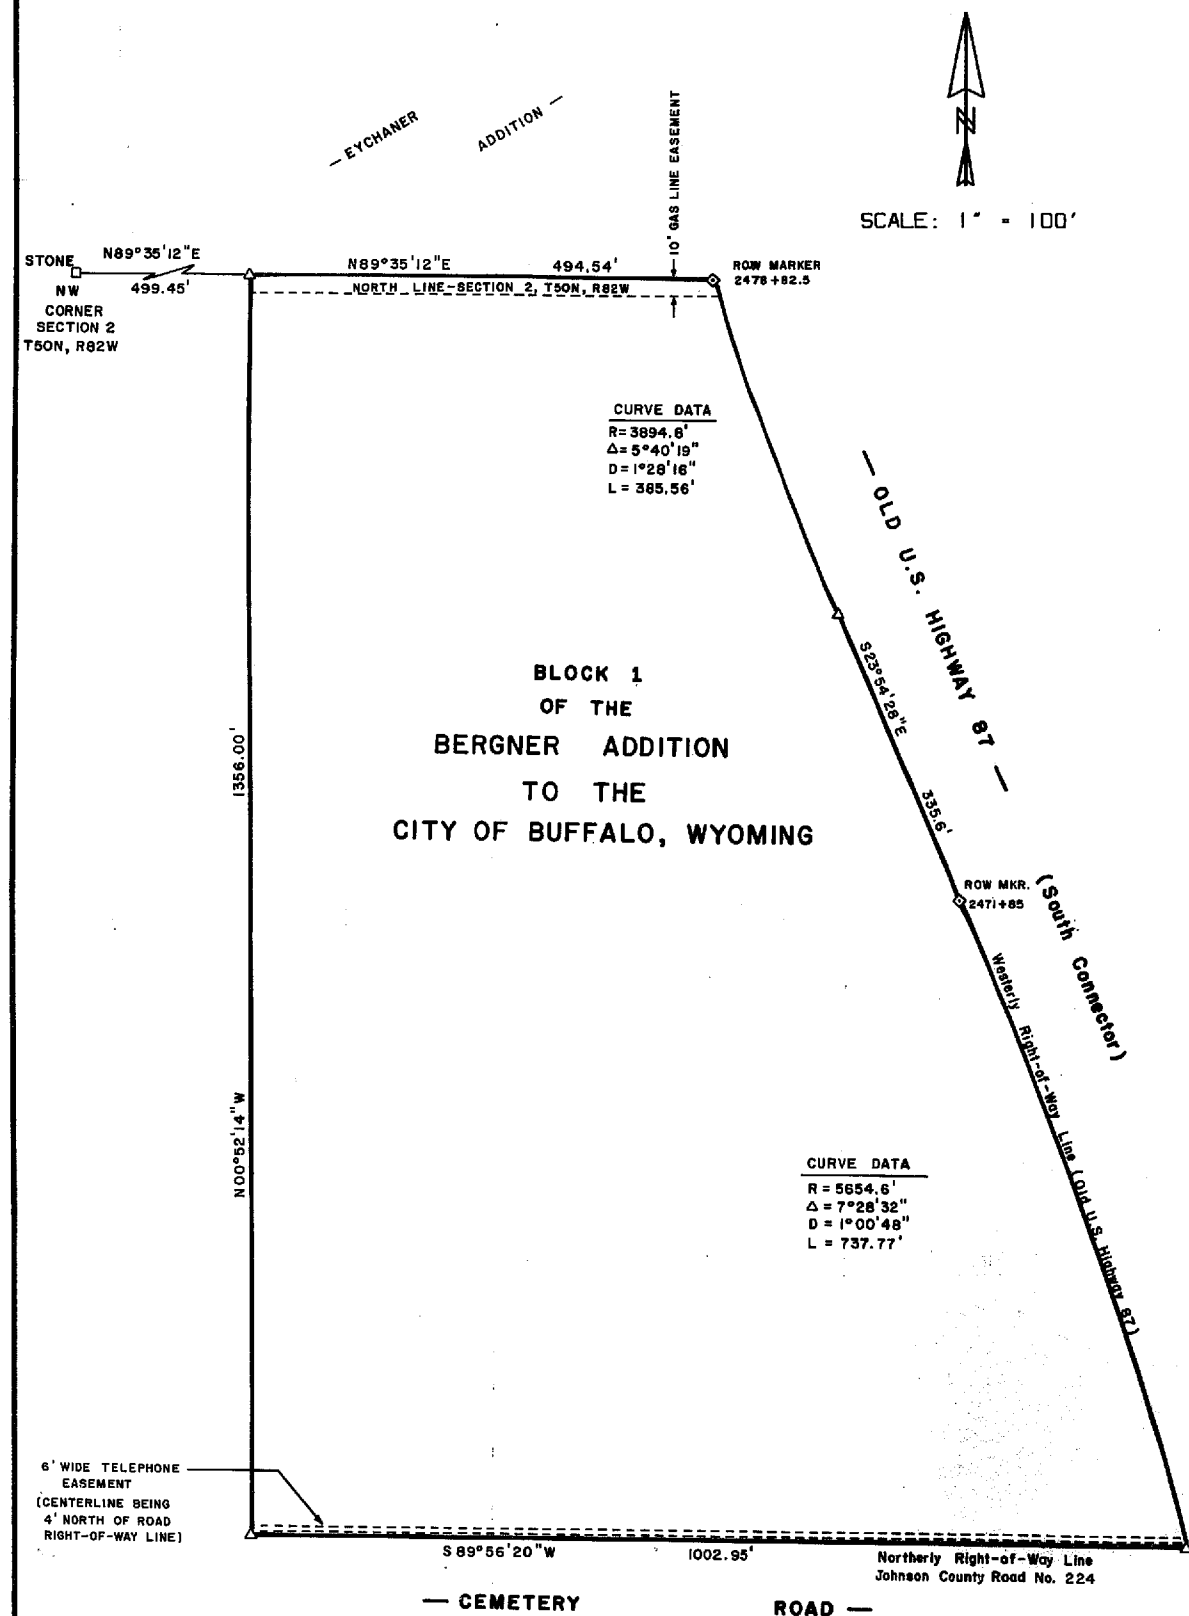 — EYCHANER ADDITION —
10' GAS LINE EASEMENT
N
SCALE: 1" = 100'
STONE
NW
CORNER
SECTION 2
T50N, R82W
N89°35'12"E
499.45'
N89°35'12"E 494.54'
NORTH LINE-SECTION 2, T50N, R82W
ROW MARKER
2478+82.5
CURVE DATA
R=3894.8'
Δ=5°40'19"
D=1°28'16"
L=385.56'
— OLD U.S. HIGHWAY 87 —
S23°54'28"E
335.6'
BLOCK 1
OF THE
BERGNER ADDITION
TO THE
CITY OF BUFFALO, WYOMING
1356.00'
N00°52'14"W
ROW MKR.
2471+85
(South Connector)
Westerly Right-of-Way Line (Old U.S. Highway 87)
CURVE DATA
R = 5654.6'
Δ = 7°28'32"
D = 1°00'48"
L = 737.77'
6' WIDE TELEPHONE
EASEMENT
(CENTERLINE BEING
4' NORTH OF ROAD
RIGHT-OF-WAY LINE)
S89°56'20"W 1002.95'
Northerly Right-of-Way Line
Johnson County Road No. 224
— CEMETERY ROAD —